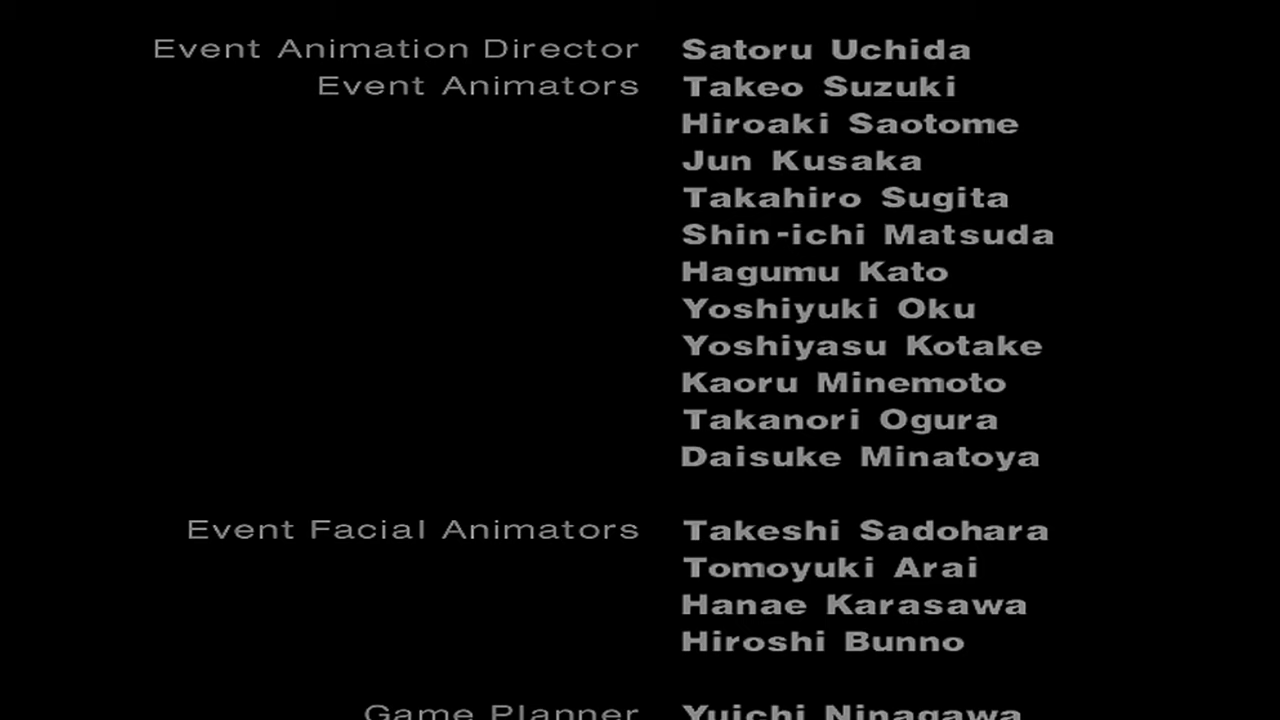 Event Animation Director Satoru Uchida
Event Animators Takeo Suzuki
Hiroaki Saotome
Jun Kusaka
Takahiro Sugita
Shin-ichi Matsuda
Hagumu Kato
Yoshiyuki Oku
Yoshiyasu Kotake
Kaoru Minemoto
Takanori Ogura
Daisuke Minatoya
Event Facial Animators Takeshi Sadohara
Tomoyuki Arai
Hanae Karasawa
Hiroshi Bunno
Game Planner Yuichi Ninagawa